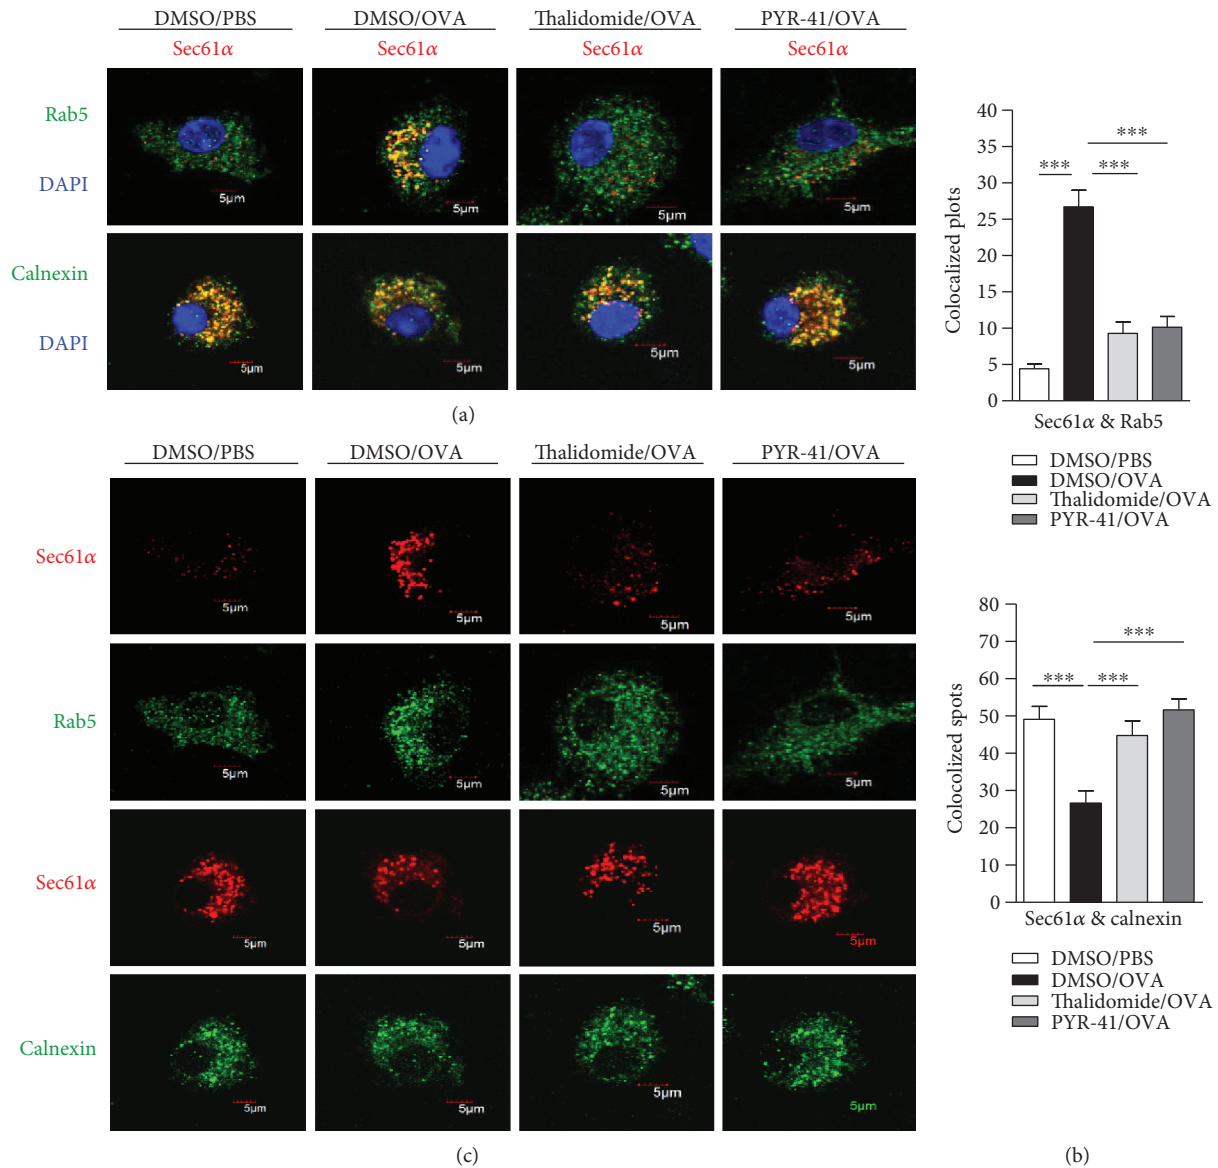 DMSO/PBS DMSO/OVA Thalidomide/OVA PYR-41/OVA
Sec61α Sec61α Sec61α Sec61α
Rab5
DAPI
5μm 5μm 5μm 5μm
Calnexin
DAPI
5μm 5μm 5μm 5μm
(a)
DMSO/PBS DMSO/OVA Thalidomide/OVA PYR-41/OVA
Sec61α
5μm 5μm 5μm 5μm
Rab5
5μm 5μm 5μm 5μm
Sec61α
5μm 5μm 5μm 5μm
Calnexin
5μm 5μm 5μm 5μm
(c)
40
35
30
25
20
15
10
5
0
Colocalized plots
***
*** ***
Sec61α & Rab5
DMSO/PBS
DMSO/OVA
Thalidomide/OVA
PYR-41/OVA
80
70
60
50
40
30
20
10
0
Colocolized spots
***
*** ***
Sec61α & calnexin
DMSO/PBS
DMSO/OVA
Thalidomide/OVA
PYR-41/OVA
(b)